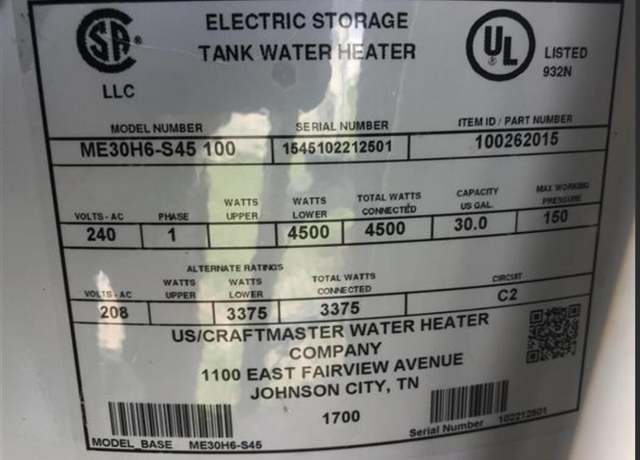 SA
LLC
ELECTRIC STORAGE
TANK WATER HEATER
UL
LISTED
932N
MODEL NUMBER SERIAL NUMBER ITEM ID / PART NUMBER
ME30H6-S45 100 1545102212501 100262015
VOLTS - AC PHASE WATTS UPPER WATTS LOWER TOTAL WATTS CONNECTED CAPACITY US GAL. MAX WORKING PRESSURE
240 1 4500 4500 30.0 150
ALTERNATE RATINGS
VOLTS - AC WATTS UPPER WATTS LOWER TOTAL WATTS CONNECTED CIRCUIT
208 3375 3375 C2
US/CRAFTMASTER WATER HEATER
COMPANY
1100 EAST FAIRVIEW AVENUE
JOHNSON CITY, TN
1700
MODEL_BASE ME30H6-S45
Serial Number 102212501